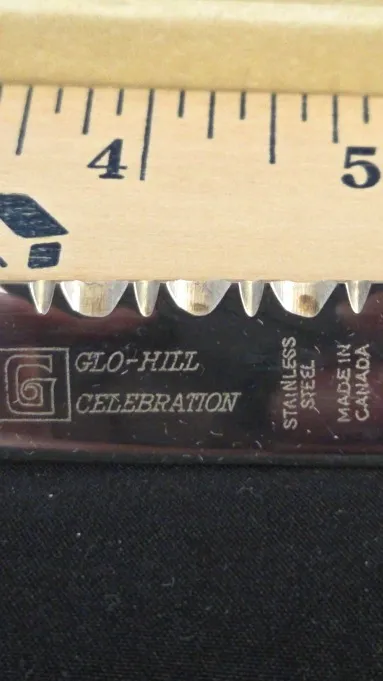 4
5
G
GLO-HILL
CELEBRATION
STAINLESS
STEEL
MADE IN
CANADA